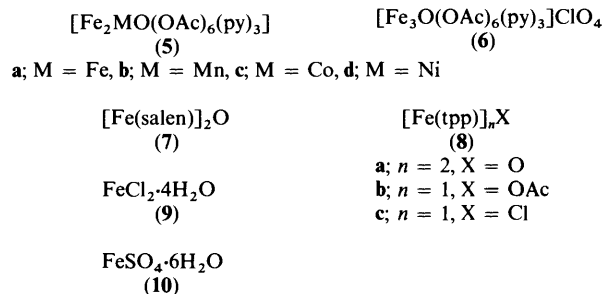 [Fe₂MO(OAc)₆(py)₃]
(5)
[Fe₃O(OAc)₆(py)₃]ClO₄
(6)
a; M = Fe, b; M = Mn, c; M = Co, d; M = Ni
[Fe(salen)]₂O
(7)
[Fe(tpp)]ₙX
(8)
a; n = 2, X = O
b; n = 1, X = OAc
c; n = 1, X = Cl
FeCl₂·4H₂O
(9)
FeSO₄·6H₂O
(10)